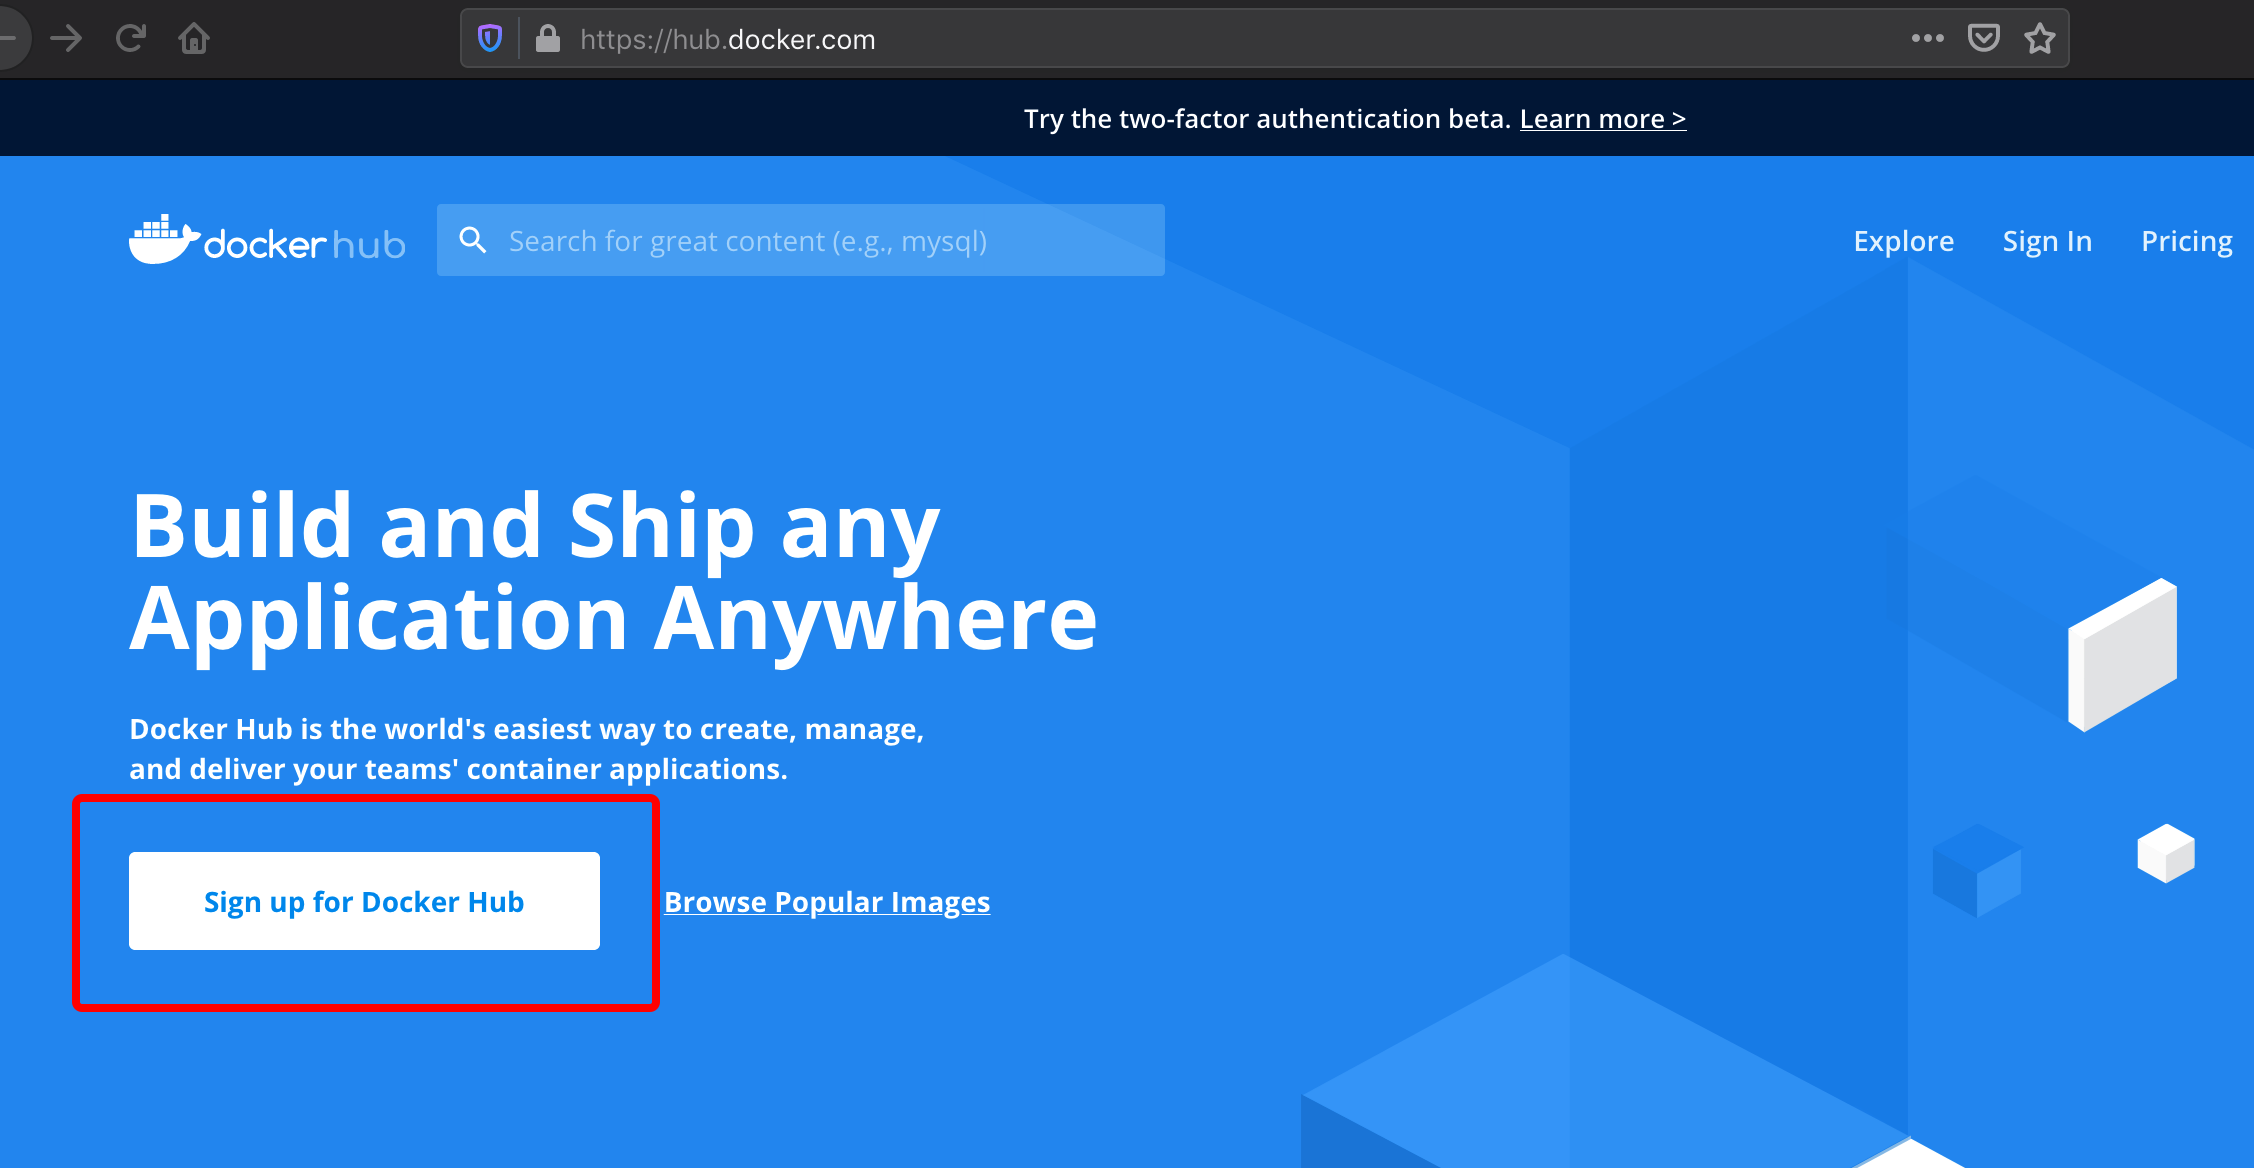 https://hub.docker.com
Try the two-factor authentication beta. Learn more >
docker hub
Search for great content (e.g., mysql)
Explore Sign In Pricing
Build and Ship any
Application Anywhere
Docker Hub is the world's easiest way to create, manage,
and deliver your teams' container applications.
Sign up for Docker Hub
Browse Popular Images